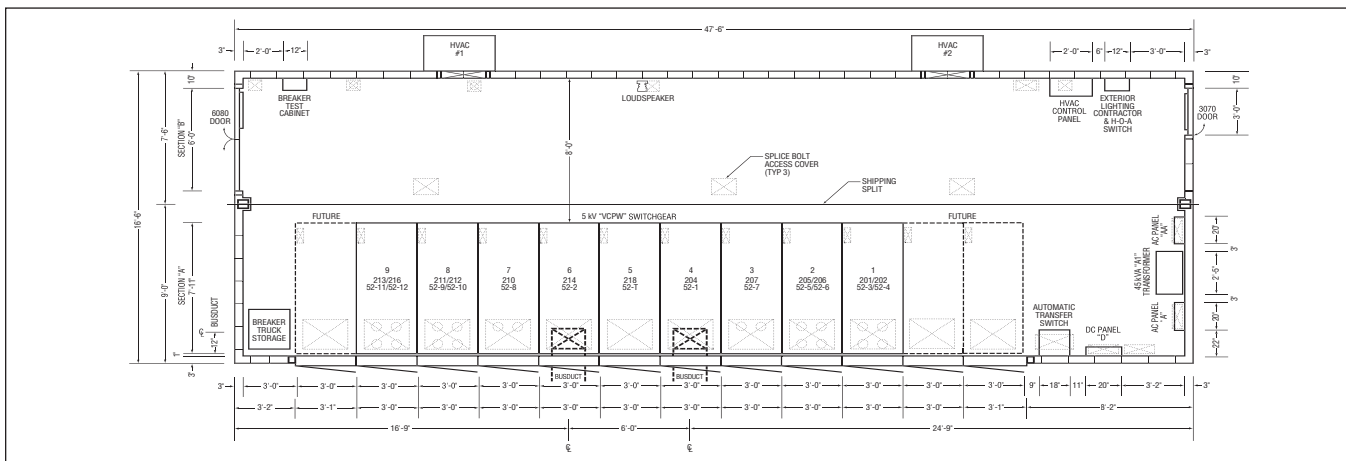 47'-6"
HVAC
#1
HVAC
#2
3"
2'-0"
12"
2'-0"
6"
12"
3'-0"
3"
10'
BREAKER
TEST
CABINET
LOUDSPEAKER
HVAC
CONTROL
PANEL
EXTERIOR
LIGHTING
CONTRACTOR
& H-O-A
SWITCH
10'
3'-0"
6080
DOOR
3070
DOOR
16'-6"
7'-6"
SECTION "B"
6'-0"
8'-0"
SPLICE BOLT
ACCESS COVER
(TYP 3)
SHIPPING
SPLIT
FUTURE
5 kV "VCPW" SWITCHGEAR
FUTURE
9'-0"
SECTION "A"
7'-11"
BUSDUCT
℄
12"
1"
3"
BREAKER
TRUCK
STORAGE
9
213/216
52-11/52-12
8
211/212
52-9/52-10
7
210
52-8
6
214
52-2
5
218
52-T
4
204
52-1
3
207
52-7
2
205/206
52-5/52-6
1
201/202
52-3/52-4
AUTOMATIC
TRANSFER
SWITCH
DC PANEL
"D"
AC PANEL
"AA"
45 kVA "A1"
TRANSFORMER
AC PANEL
"A"
20"
3"
2'-5"
3"
20"
22"
BUSDUCT
BUSDUCT
3"
3'-0"
3'-0"
3'-0"
3'-0"
3'-0"
3'-0"
3'-0"
3'-0"
3'-0"
3'-0"
3'-0"
3'-0"
3'-0"
9"
18"
11"
20"
3'-2"
3"
3'-2"
3'-1"
3'-0"
3'-0"
3'-0"
3'-0"
3'-0"
3'-0"
3'-0"
3'-0"
3'-0"
3'-0"
3'-1"
8'-2"
16'-9"
6'-0"
24'-9"
℄
℄